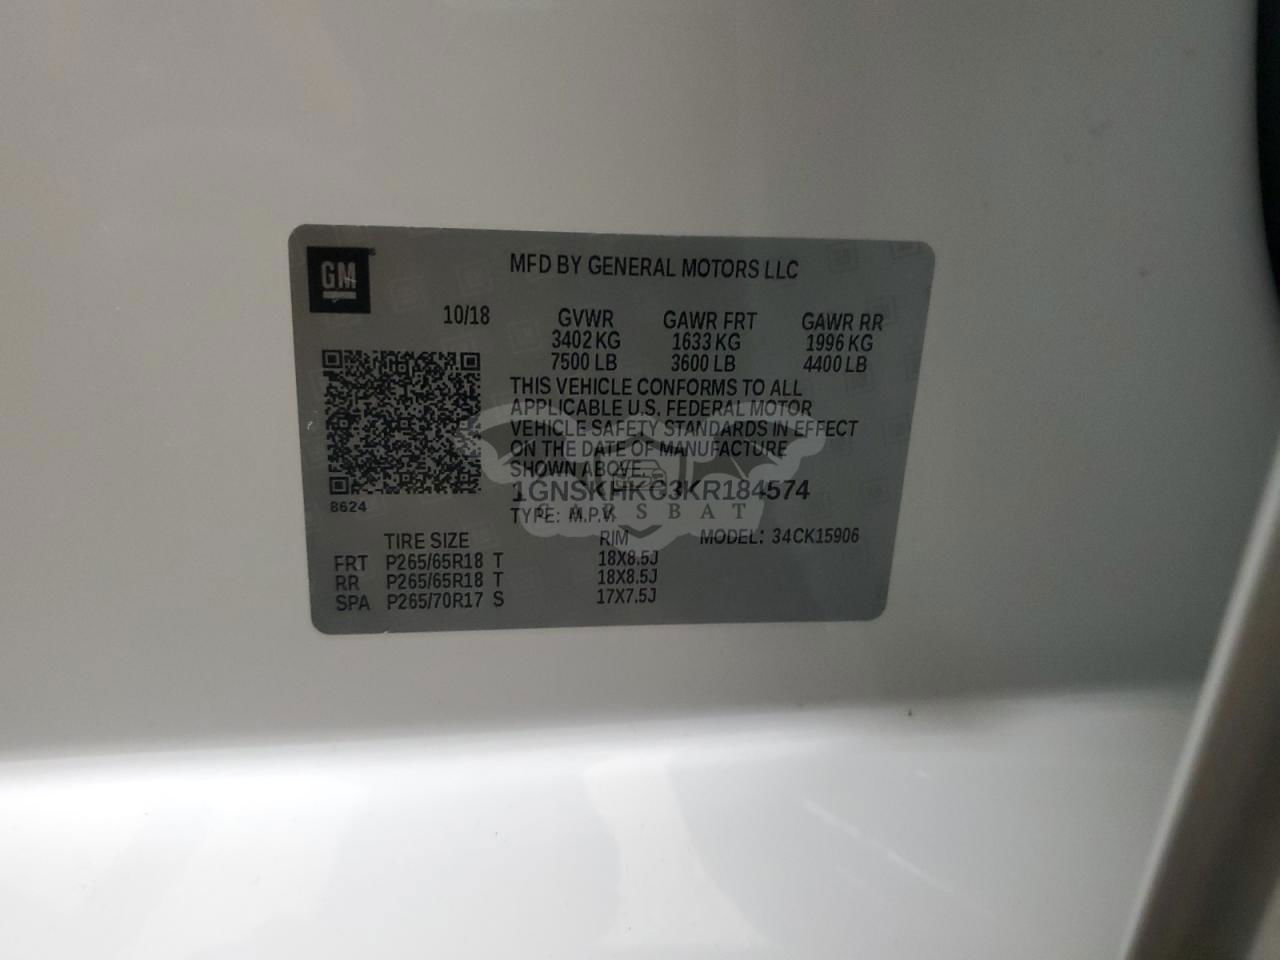 GM
MFD BY GENERAL MOTORS LLC
10/18 GVWR GAWR FRT GAWR RR
3402 KG 1633 KG 1996 KG
7500 LB 3600 LB 4400 LB
THIS VEHICLE CONFORMS TO ALL
APPLICABLE U.S. FEDERAL MOTOR
VEHICLE SAFETY STANDARDS IN EFFECT
ON THE DATE OF MANUFACTURE
SHOWN ABOVE.
1GNSKHKC3KR184574
8624
CARSBAT
TYPE: M.P.V.
TIRE SIZE RIM MODEL: 34CK15906
FRT P265/65R18 T 18X8.5J
RR P265/65R18 T 18X8.5J
SPA P265/70R17 S 17X7.5J